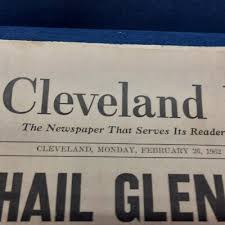 Cleveland
The Newspaper That Serves Its Reader
CLEVELAND, MONDAY, FEBRUARY 26, 1962
HAIL GLEN